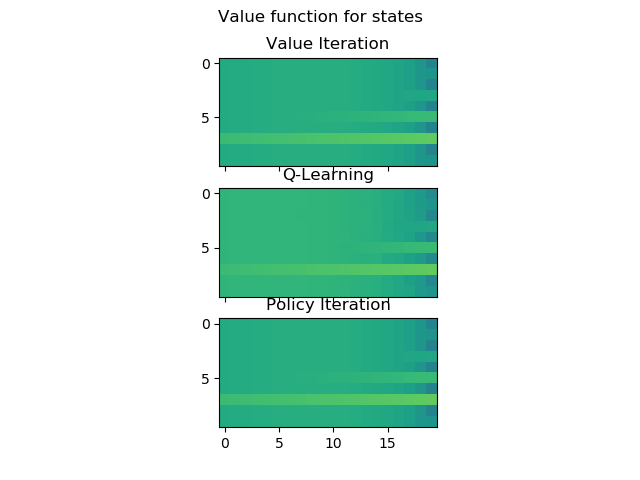 Value function for states
Value Iteration
0
5
Q-Learning
0
5
Policy Iteration
0
5
0 5 10 15